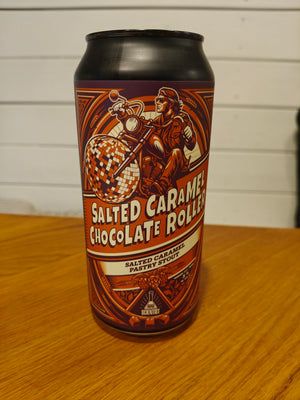 SALTED CARAMEL
CHOCOLATE ROLLER
SALTED CARAMEL
PASTRY STOUT